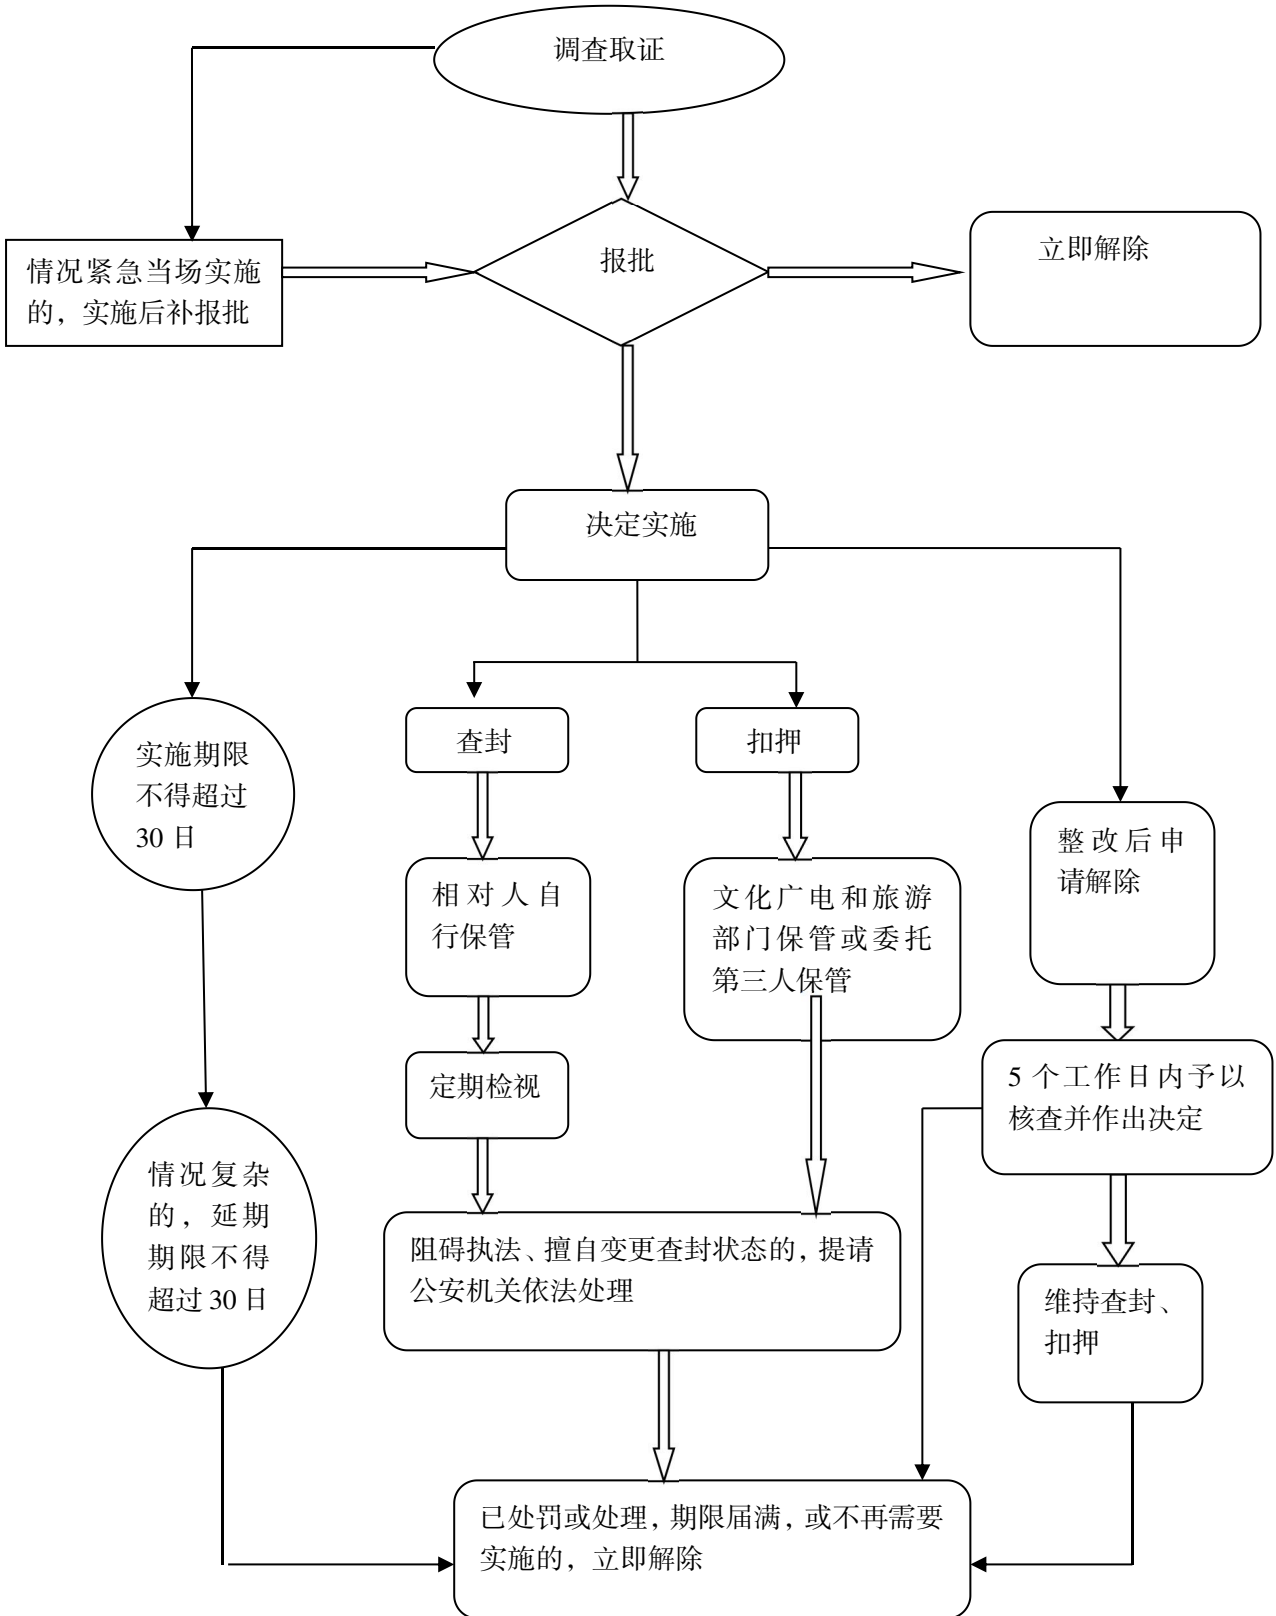 调查取证
报批
立即解除
情况紧急当场实施
的，实施后补报批
决定实施
实施期限
不得超过
30 日
查封
扣押
整改后申
请解除
相对人自
行保管
文化广电和旅游
部门保管或委托
第三人保管
定期检视
5 个工作日内予以
核查并作出决定
情况复杂
的，延期
期限不得
超过 30 日
阻碍执法、擅自变更查封状态的，提请
公安机关依法处理
维持查封、
扣押
已处罚或处理，期限届满，或不再需要
实施的，立即解除